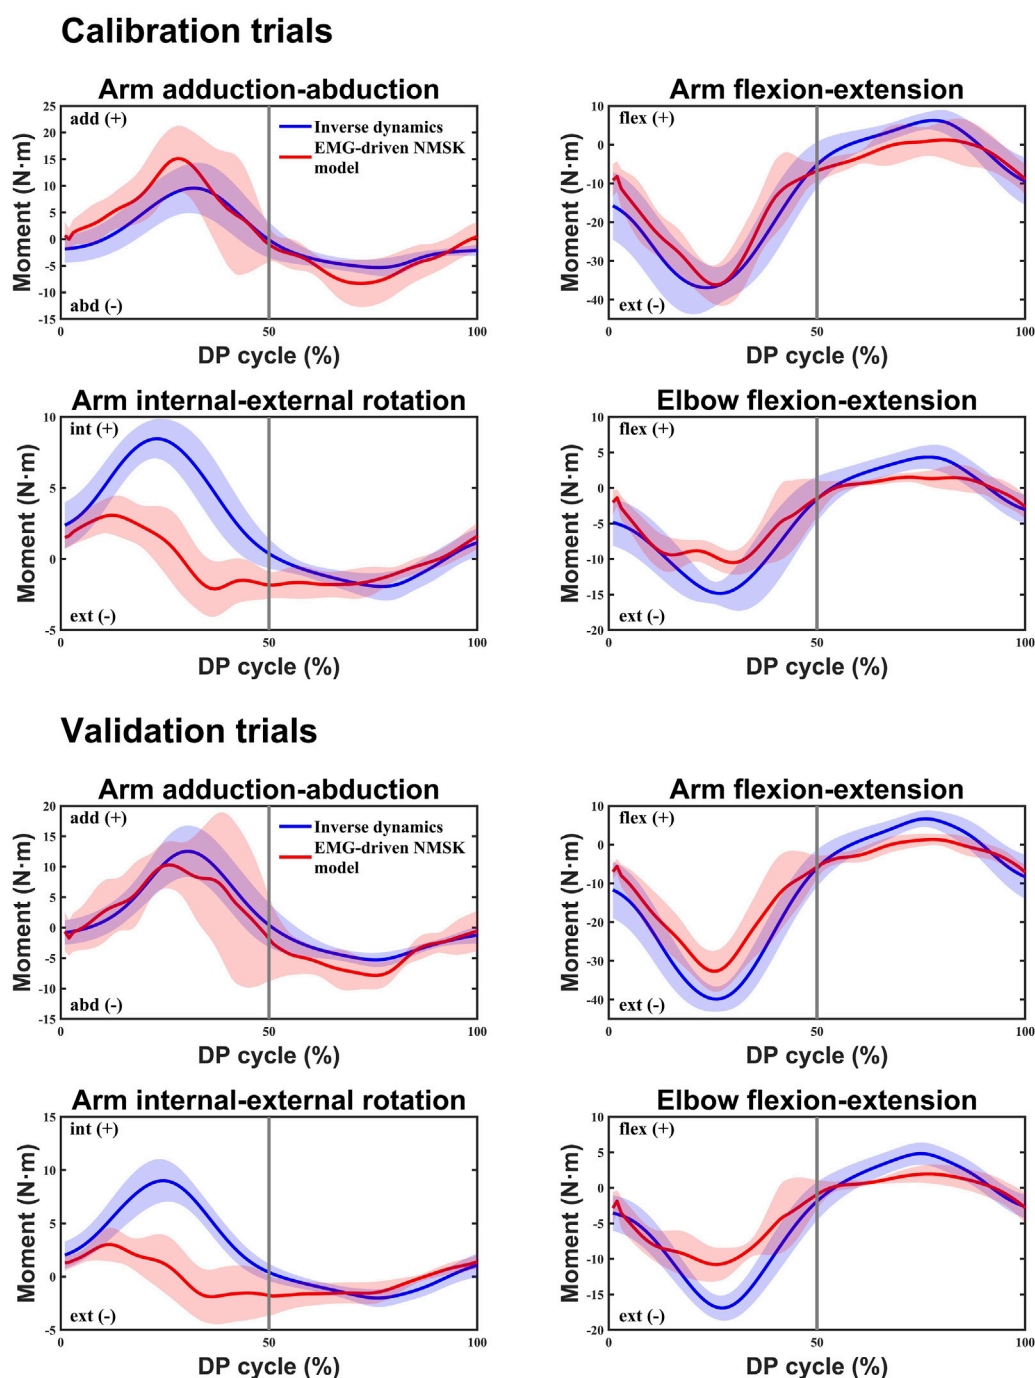 Calibration trials
Arm adduction-abduction
Moment (N·m)
25
20
15
10
5
0
-5
-10
-15
add (+)
abd (-)
Inverse dynamics
EMG-driven NMSK
model
0
50
100
DP cycle (%)
Arm flexion-extension
Moment (N·m)
10
0
-10
-20
-30
-40
flex (+)
ext (-)
0
50
100
DP cycle (%)
Arm internal-external rotation
Moment (N·m)
10
5
0
-5
int (+)
ext (-)
0
50
100
DP cycle (%)
Elbow flexion-extension
Moment (N·m)
10
5
0
-5
-10
-15
-20
flex (+)
ext (-)
0
50
100
DP cycle (%)
Validation trials
Arm adduction-abduction
Moment (N·m)
20
15
10
5
0
-5
-10
-15
add (+)
abd (-)
Inverse dynamics
EMG-driven NMSK
model
0
50
100
DP cycle (%)
Arm flexion-extension
Moment (N·m)
10
0
-10
-20
-30
-40
flex (+)
ext (-)
0
50
100
DP cycle (%)
Arm internal-external rotation
Moment (N·m)
15
10
5
0
-5
int (+)
ext (-)
0
50
100
DP cycle (%)
Elbow flexion-extension
Moment (N·m)
10
5
0
-5
-10
-15
-20
flex (+)
ext (-)
0
50
100
DP cycle (%)